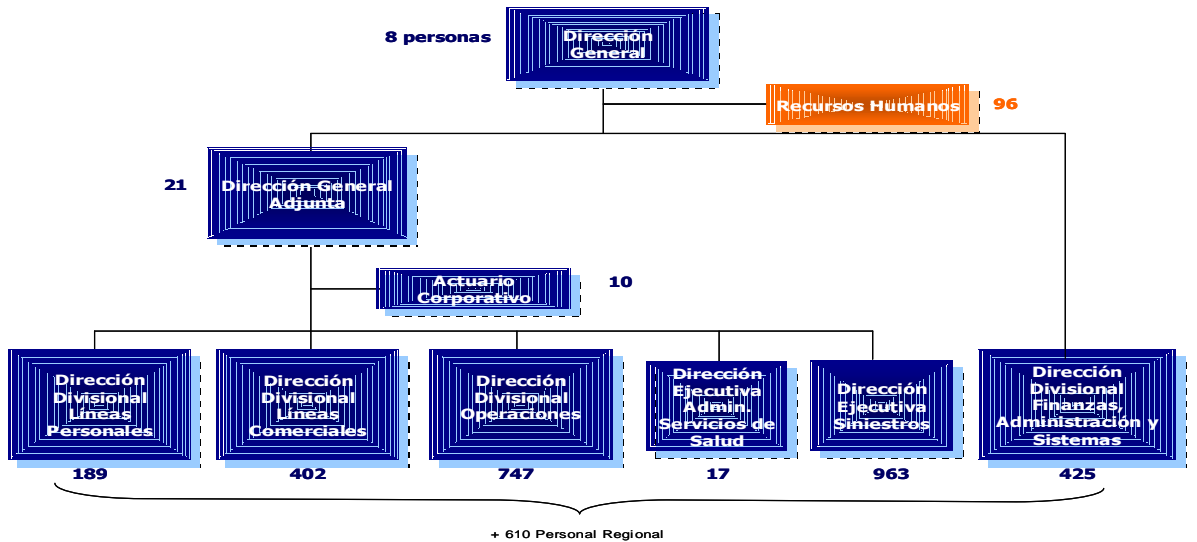 8 personas
Dirección
General
Recursos Humanos
96
21
Dirección General
Adjunta
Actuario
Corporativo
10
Dirección
Divisional
Líneas
Personales
189
Dirección
Divisional
Líneas
Comerciales
402
Dirección
Divisional
Operaciones
747
Dirección
Ejecutiva
Admin.
Servicios de
Salud
17
Dirección
Ejecutiva
Siniestros
963
Dirección
Divisional
Finanzas,
Administración y
Sistemas
425
+ 610 Personal Regional